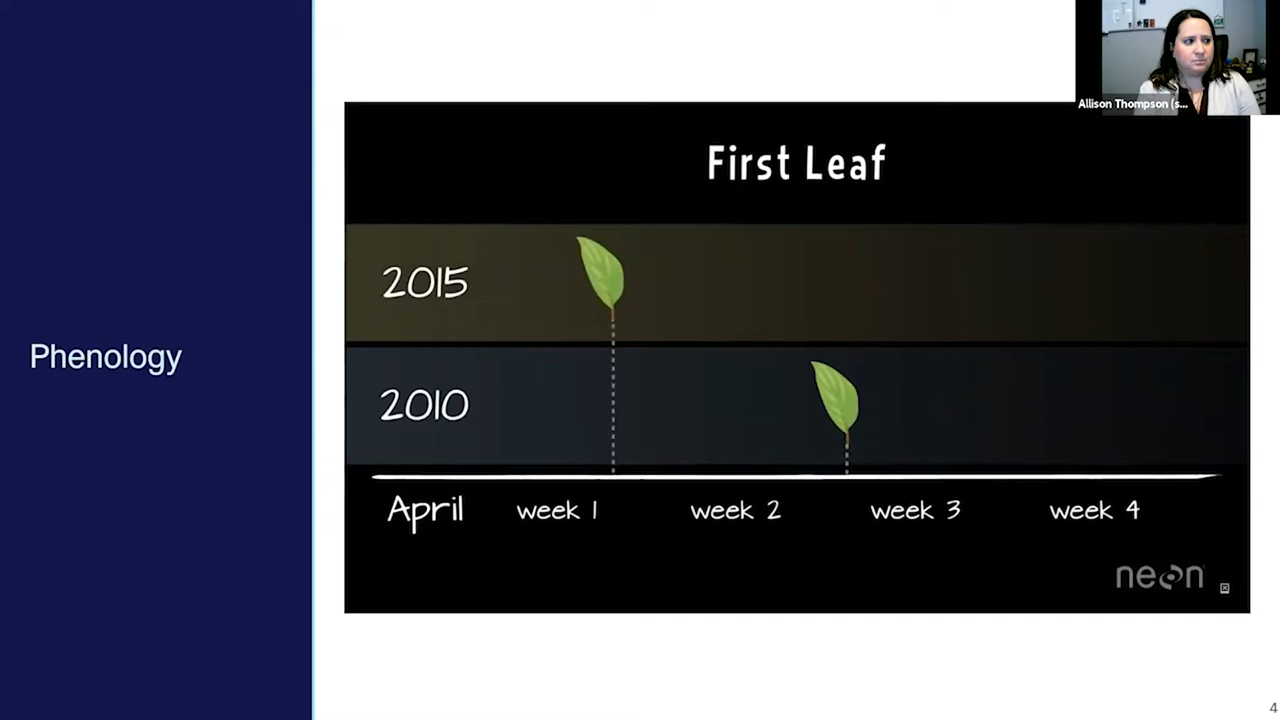 Allison Thompson (s...
First Leaf
2015
Phenology
2010
April week 1 week 2 week 3 week 4
neon
4